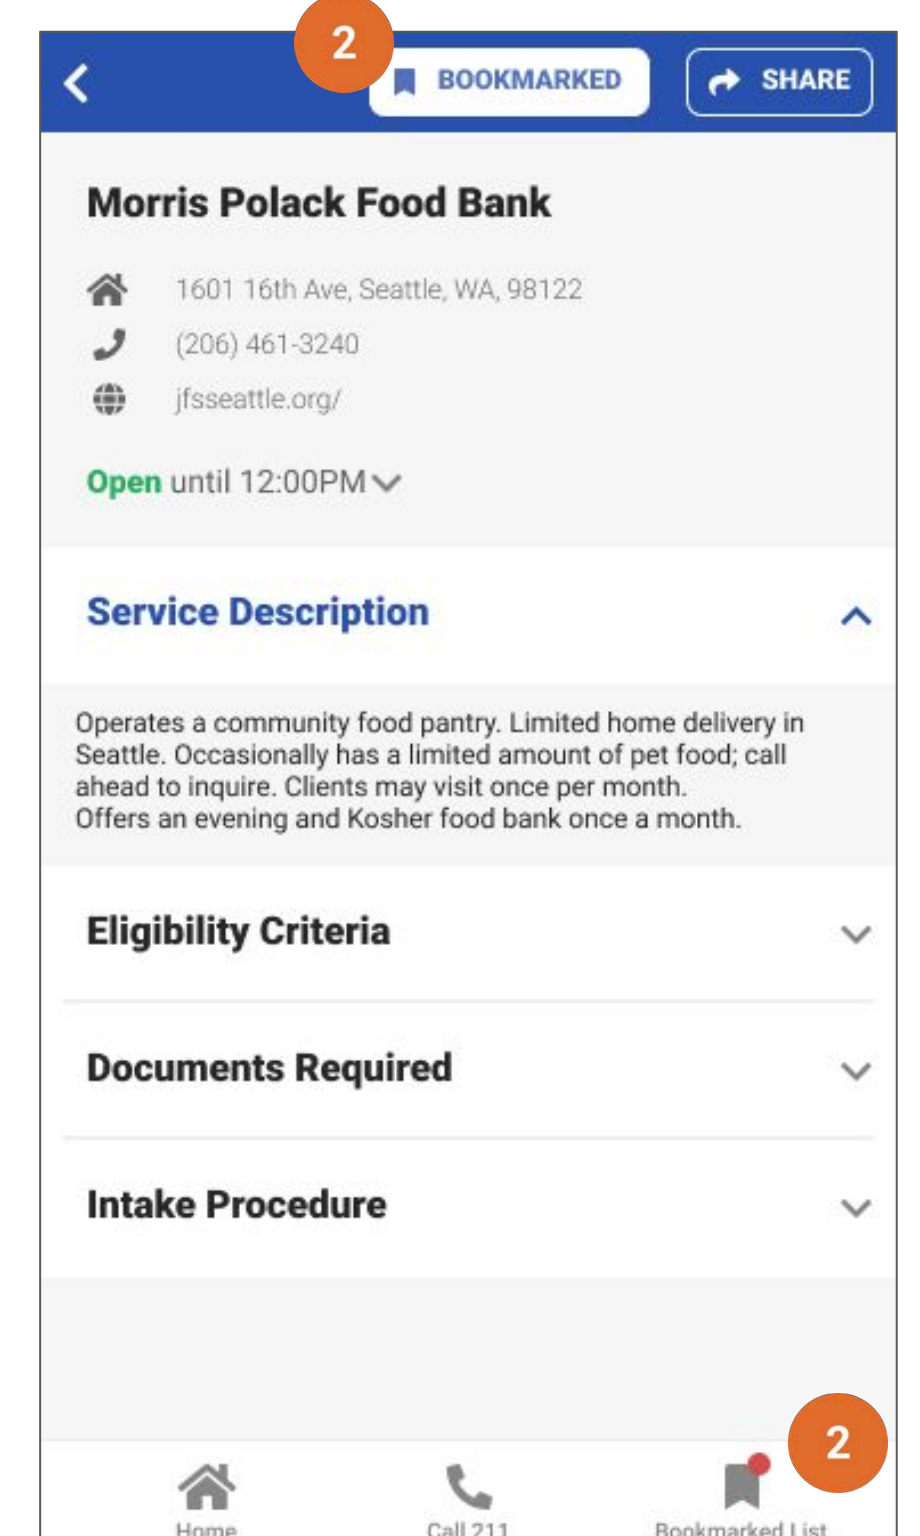 2
BOOKMARKED
SHARE
Morris Polack Food Bank
1601 16th Ave, Seattle, WA, 98122
(206) 461-3240
jfsseattle.org/
Open until 12:00PM
Service Description
Operates a community food pantry. Limited home delivery in
Seattle. Occasionally has a limited amount of pet food; call
ahead to inquire. Clients may visit once per month.
Offers an evening and Kosher food bank once a month.
Eligibility Criteria
Documents Required
Intake Procedure
2
Home
Call 211
Bookmarked List